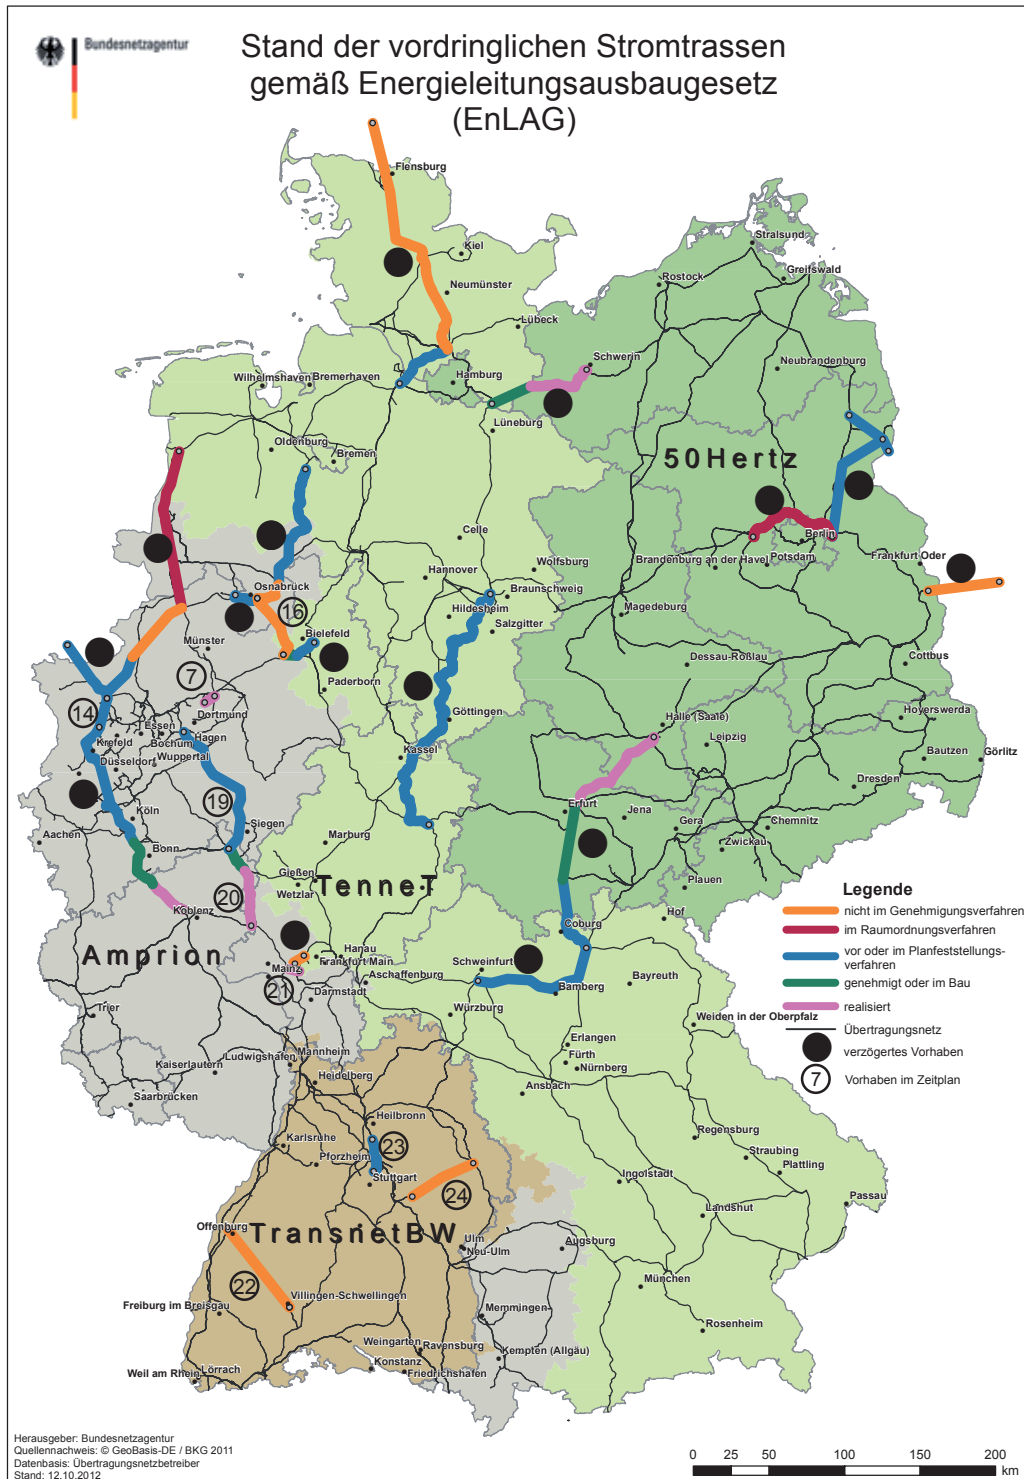 Bundesnetzagentur
Stand der vordringlichen Stromtrassen
gemäß Energieleitungsausbaugesetz
(EnLAG)
Flensburg
Stralsund
Kiel
Greifswald
Rostock
Neumünster
Lübeck
Schwerin
Neubrandenburg
Wilhelmshaven
Bremerhaven
Hamburg
Lüneburg
Oldenburg
Bremen
50Hertz
Celle
Berlin
Wolfsburg
Brandenburg an der Havel
Potsdam
Frankfurt Oder
Hannover
Osnabrück
Braunschweig
16
Hildesheim
Magedeburg
Salzgitter
Bielefeld
Münster
7
Dessau-Roßlau
Cottbus
Paderborn
14
Dortmund
Göttingen
Halle (Saale)
Hoyerswerda
Essen
Krefeld
Hagen
Bochum
Leipzig
Kassel
Bautzen
Görlitz
Wuppertal
Düsseldorf
Dresden
19
Erfurt
Köln
Jena
Gera
Chemnitz
Aachen
Siegen
Marburg
Zwickau
Bonn
Gießen
TenneT
Plauen
Legende
Wetzlar
20
Koblenz
Hof
nicht im Genehmigungsverfahren
Coburg
im Raumordnungsverfahren
Amprion
Hanau
Frankfurt Main
vor oder im Planfeststellungs-
verfahren
Mainz
Schweinfurt
Aschaffenburg
Bayreuth
genehmigt oder im Bau
21
Darmstadt
Bamberg
Trier
Würzburg
realisiert
Weiden in der Oberpfalz
Übertragungsnetz
Erlangen
Mannheim
Ludwigshafen
Fürth
verzögertes Vorhaben
Kaiserlautern
Nürnberg
Heidelberg
7
Vorhaben im Zeitplan
Ansbach
Saarbrücken
Heilbronn
Regensburg
Karlsruhe
23
Straubing
Pforzheim
Plattling
Stuttgart
Ingolstadt
24
Passau
Landshut
Offenburg
TransnetBW
Ulm
Neu-Ulm
Augsburg
22
München
Villingen-Schwellingen
Freiburg im Breisgau
Memmingen
Rosenheim
Weingarten
Ravensburg
Kempten (Allgäu)
Lörrach
Konstanz
Weil am Rhein
Friedrichshafen
Herausgeber: Bundesnetzagentur
Quellennachweis: © GeoBasis-DE / BKG 2011
Datenbasis: Übertragungsnetzbetreiber
Stand: 12.10.2012
0 25 50 100 150 200
km